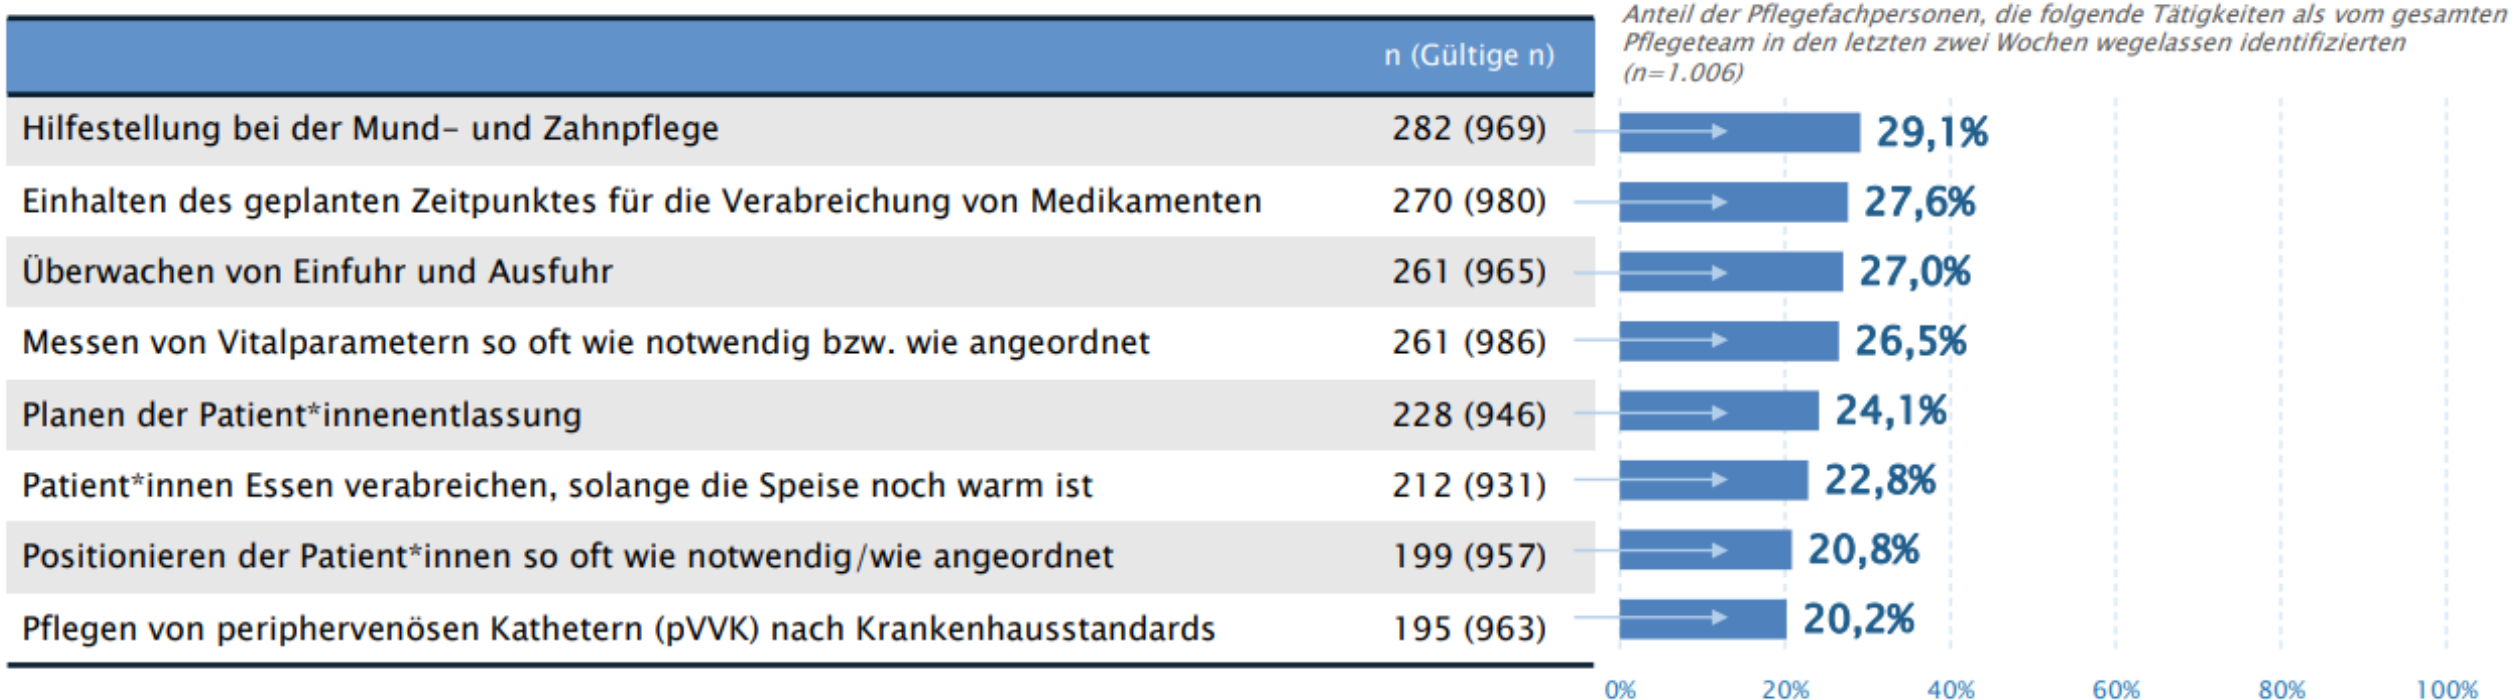 Anteil der Pflegefachpersonen, die folgende Tätigkeiten als vom gesamten
Pflegeteam in den letzten zwei Wochen wegelassen identifizierten
(n=1.006)
n (Gültige n)
Hilfestellung bei der Mund- und Zahnpflege 282 (969) 29,1%
Einhalten des geplanten Zeitpunktes für die Verabreichung von Medikamenten 270 (980) 27,6%
Überwachen von Einfuhr und Ausfuhr 261 (965) 27,0%
Messen von Vitalparametern so oft wie notwendig bzw. wie angeordnet 261 (986) 26,5%
Planen der Patient*innenentlassung 228 (946) 24,1%
Patient*innen Essen verabreichen, solange die Speise noch warm ist 212 (931) 22,8%
Positionieren der Patient*innen so oft wie notwendig/wie angeordnet 199 (957) 20,8%
Pflegen von periphervenösen Kathetern (pVVK) nach Krankenhausstandards 195 (963) 20,2%
0% 20% 40% 60% 80% 100%